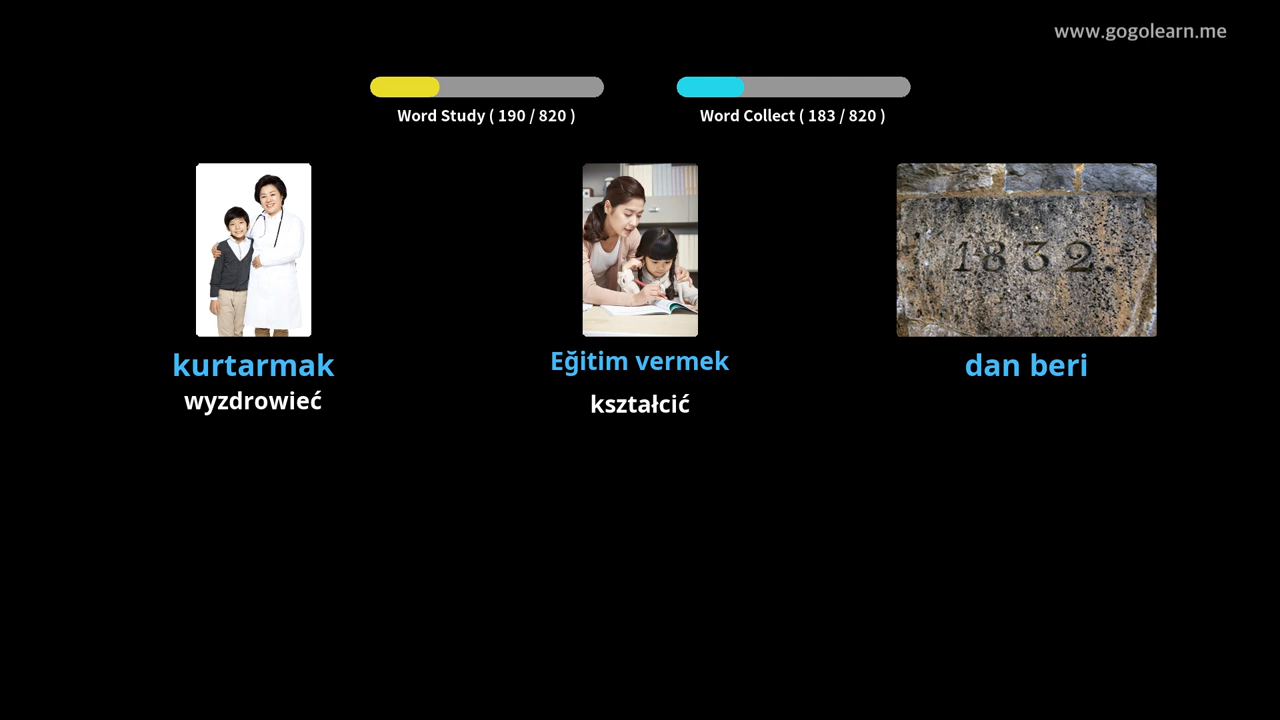 www.gogolearn.me
Word Study ( 190 / 820 )
Word Collect ( 183 / 820 )
1832.
kurtarmak
Eğitim vermek
dan beri
wyzdrowieć
kształcić